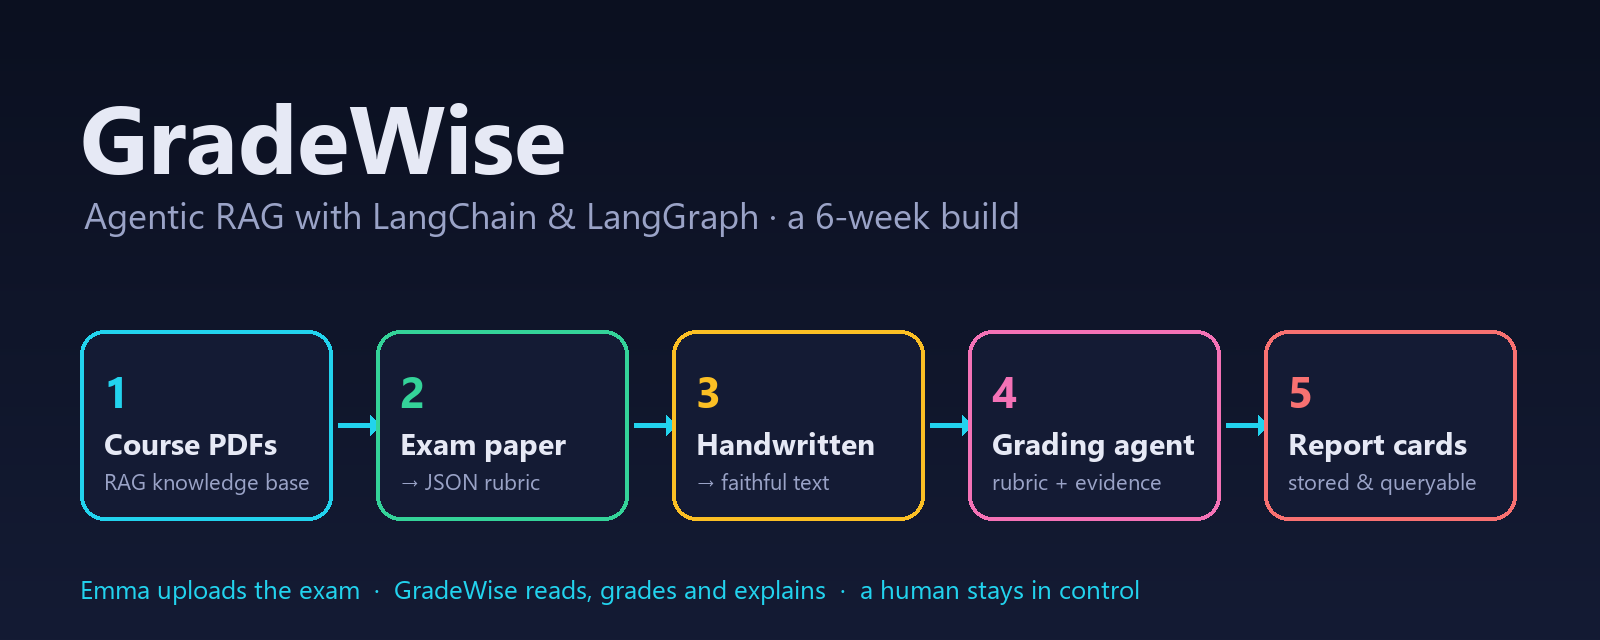 GradeWise
Agentic RAG with LangChain & LangGraph · a 6-week build
1
Course PDFs
RAG knowledge base
2
Exam paper
→ JSON rubric
3
Handwritten
→ faithful text
4
Grading agent
rubric + evidence
5
Report cards
stored & queryable
Emma uploads the exam · GradeWise reads, grades and explains · a human stays in control